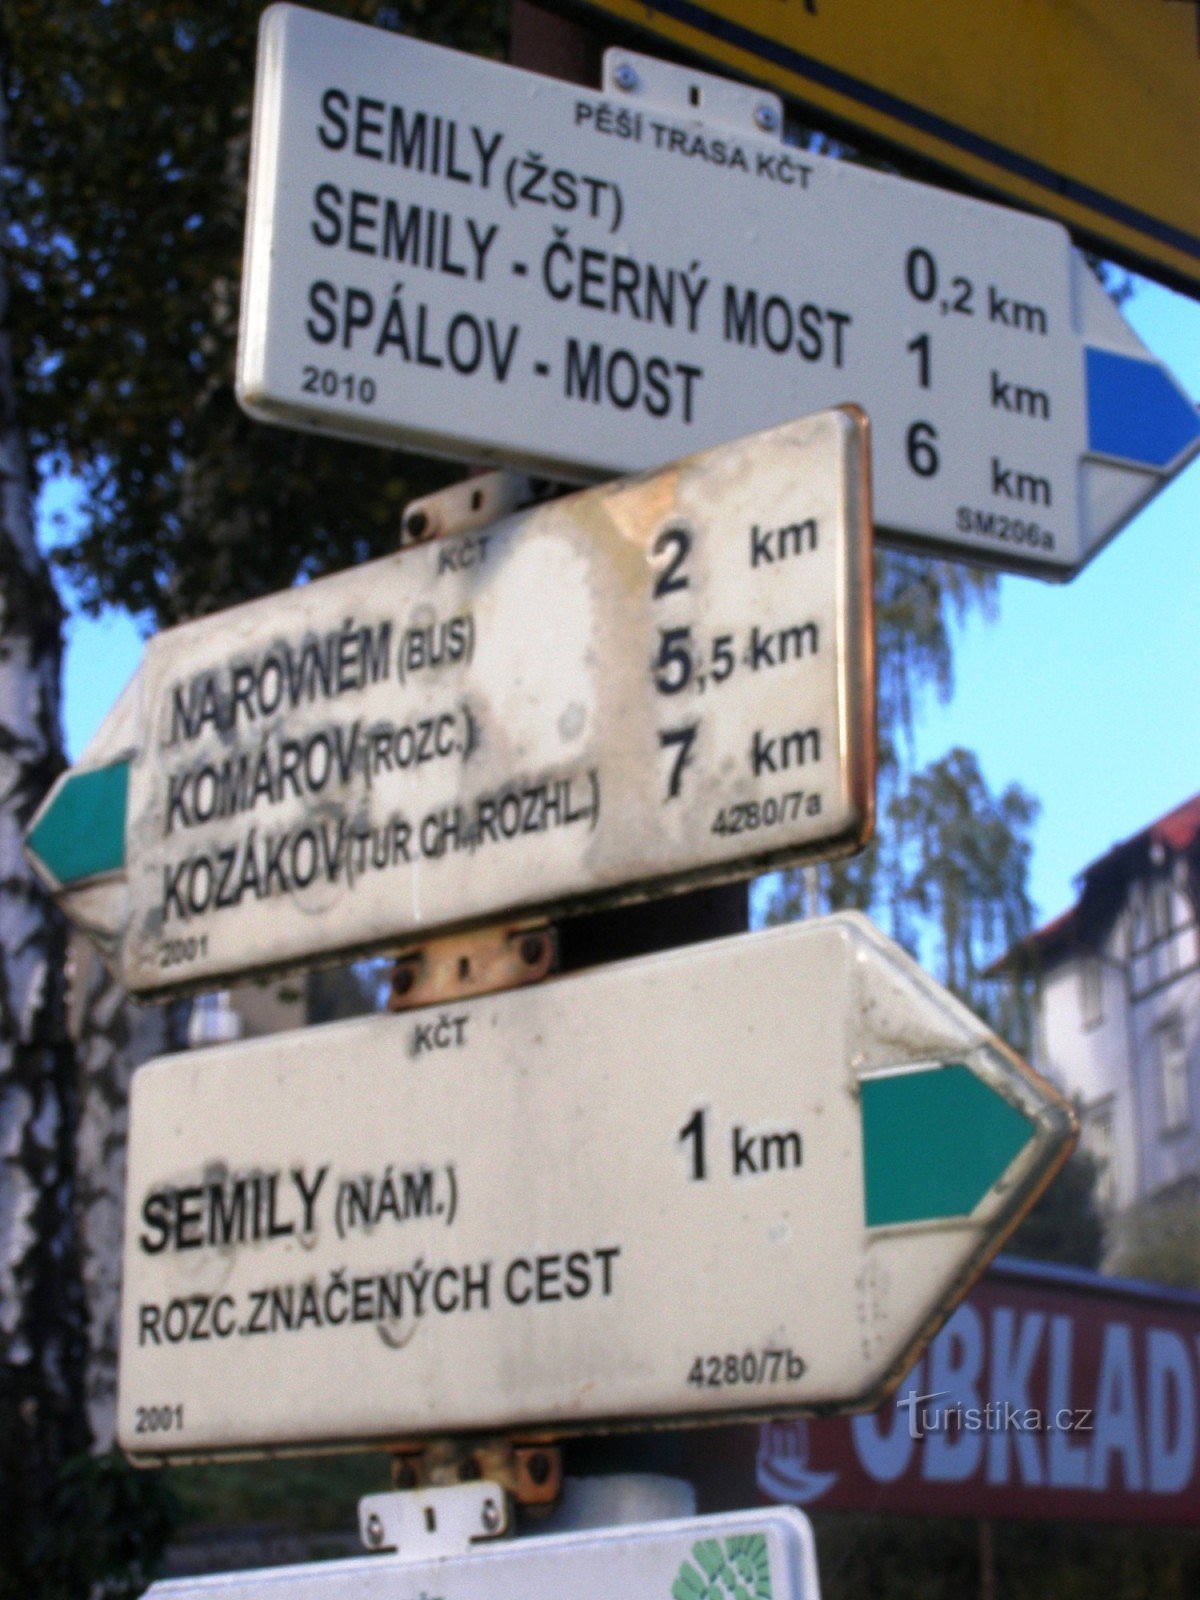 PĚŠÍ TRASA KČT
SEMILY (ŽST) 0,2 km
SEMILY - ČERNÝ MOST 1 km
SPÁLOV - MOST 6 km
2010 SM206a
KČT
NA ROVNÉM (BUS) 2 km
KOMÁROV (ROZC.) 5,5 km
KOZÁKOV (TUR.CH.,ROZHL.) 7 km
2001 4280/7a
KČT
SEMILY (NÁM.) 1 km
ROZC.ZNAČENÝCH CEST
2001 4280/7b
OBKLAD
Turistika.cz